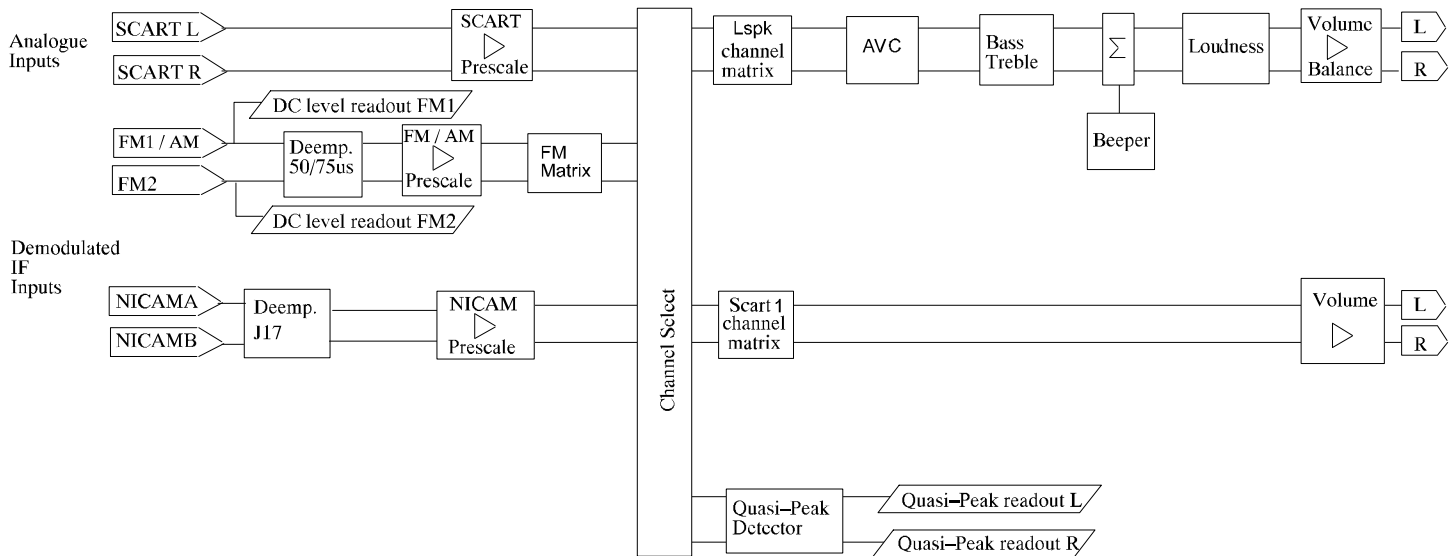 Analogue
Inputs
SCART L
SCART R
SCART
Prescale
DC level readout FM1
FM1 / AM
FM2
Deemp.
50/75us
FM / AM
Prescale
FM
Matrix
DC level readout FM2
Demodulated
IF
Inputs
NICAMA
NICAMB
Deemp.
J17
NICAM
Prescale
Channel Select
Lspk
channel
matrix
AVC
Bass
Treble
Σ
Beeper
Loudness
Volume
Balance
L
R
Scart 1
channel
matrix
Volume
L
R
Quasi–Peak
Detector
Quasi–Peak readout L
Quasi–Peak readout R